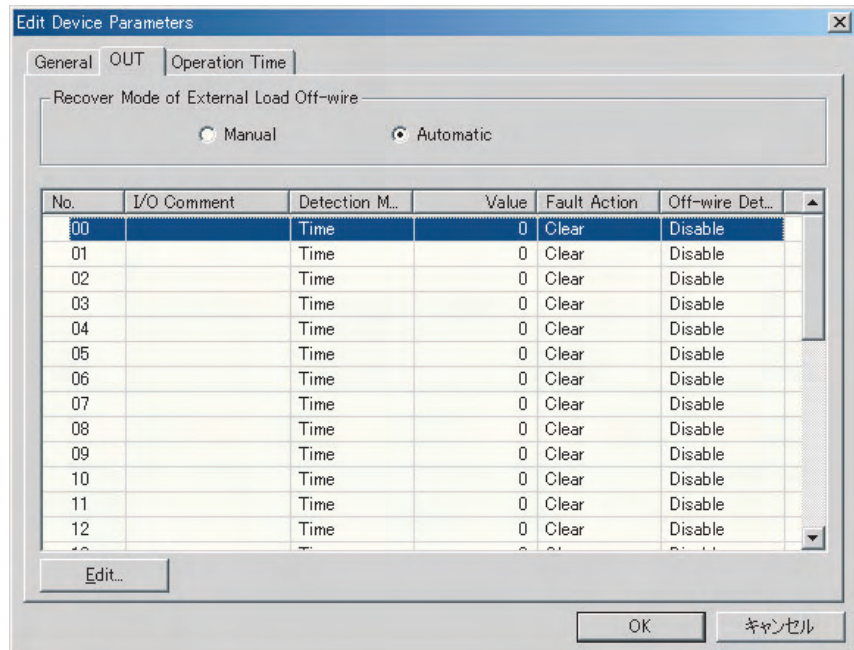 Edit Device Parameters
General OUT Operation Time
Recover Mode of External Load Off-wire
Manual Automatic
No. I/O Comment Detection M... Value Fault Action Off-wire Det...
00 Time 0 Clear Disable
01 Time 0 Clear Disable
02 Time 0 Clear Disable
03 Time 0 Clear Disable
04 Time 0 Clear Disable
05 Time 0 Clear Disable
06 Time 0 Clear Disable
07 Time 0 Clear Disable
08 Time 0 Clear Disable
09 Time 0 Clear Disable
10 Time 0 Clear Disable
11 Time 0 Clear Disable
12 Time 0 Clear Disable
Edit...
OK キャンセル